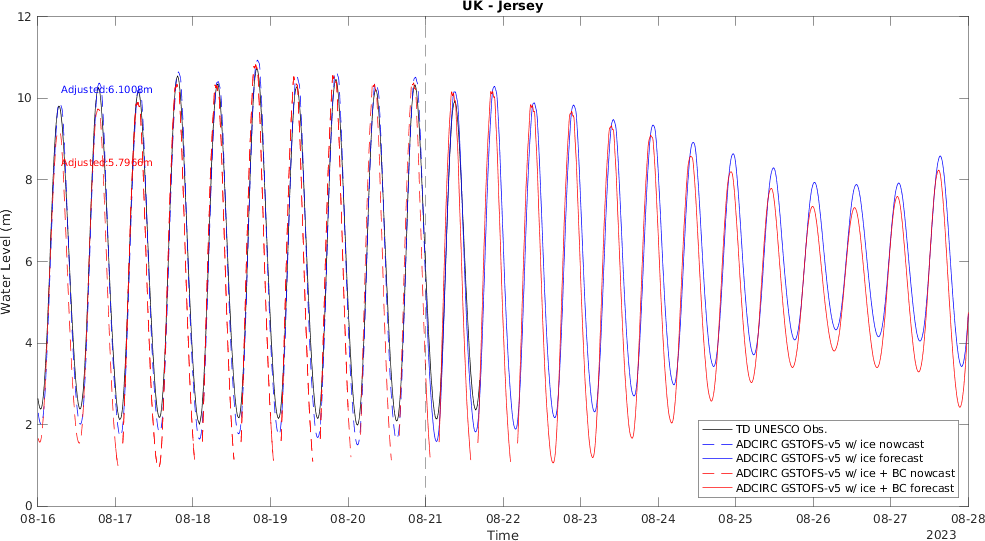 UK - Jersey
12
10
8
6
4
2
0
Water Level (m)
Adjusted:6.1008m
Adjusted:5.7966m
TD UNESCO Obs.
ADCIRC GSTOFS-v5 w/ ice nowcast
ADCIRC GSTOFS-v5 w/ ice forecast
ADCIRC GSTOFS-v5 w/ ice + BC nowcast
ADCIRC GSTOFS-v5 w/ ice + BC forecast
08-16 08-17 08-18 08-19 08-20 08-21 08-22 08-23 08-24 08-25 08-26 08-27 08-28
Time
2023